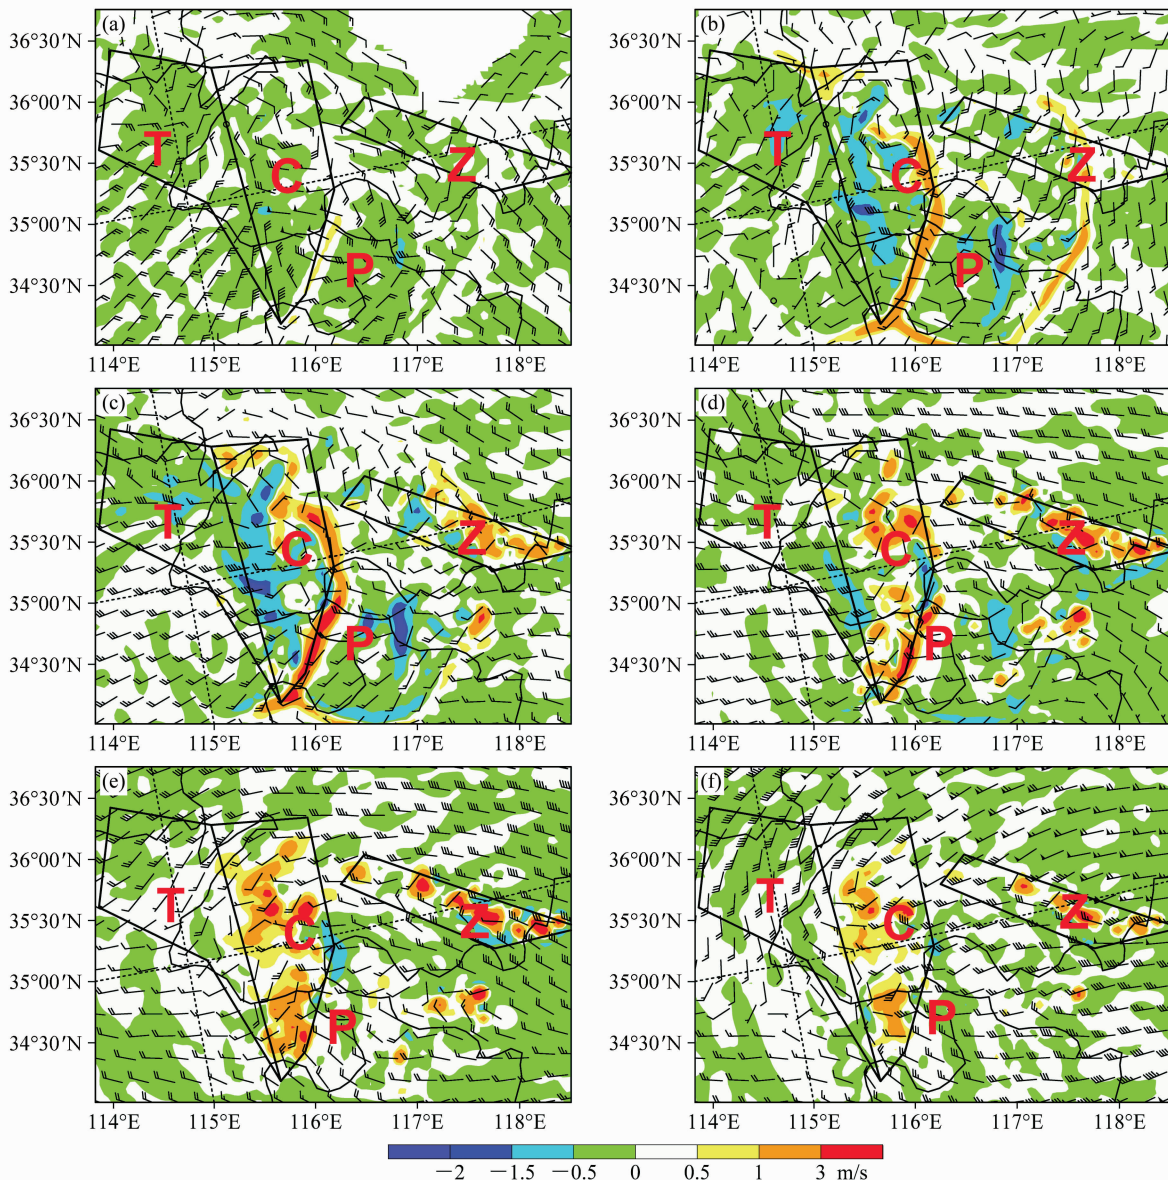 (a) (b)
36°30′N 36°30′N
36°00′N 36°00′N
T C Z T C Z
35°30′N 35°30′N
35°00′N 35°00′N
P P
34°30′N 34°30′N
114°E 115°E 116°E 117°E 118°E 114°E 115°E 116°E 117°E 118°E
(c) (d)
36°30′N 36°30′N
36°00′N 36°00′N
T C Z T C Z
35°30′N 35°30′N
35°00′N 35°00′N
P P
34°30′N 34°30′N
114°E 115°E 116°E 117°E 118°E 114°E 115°E 116°E 117°E 118°E
(e) (f)
36°30′N 36°30′N
36°00′N 36°00′N
T C Z T C Z
35°30′N 35°30′N
35°00′N 35°00′N
P P
34°30′N 34°30′N
114°E 115°E 116°E 117°E 118°E 114°E 115°E 116°E 117°E 118°E
−2 −1.5 −0.5 0 0.5 1 3 m/s